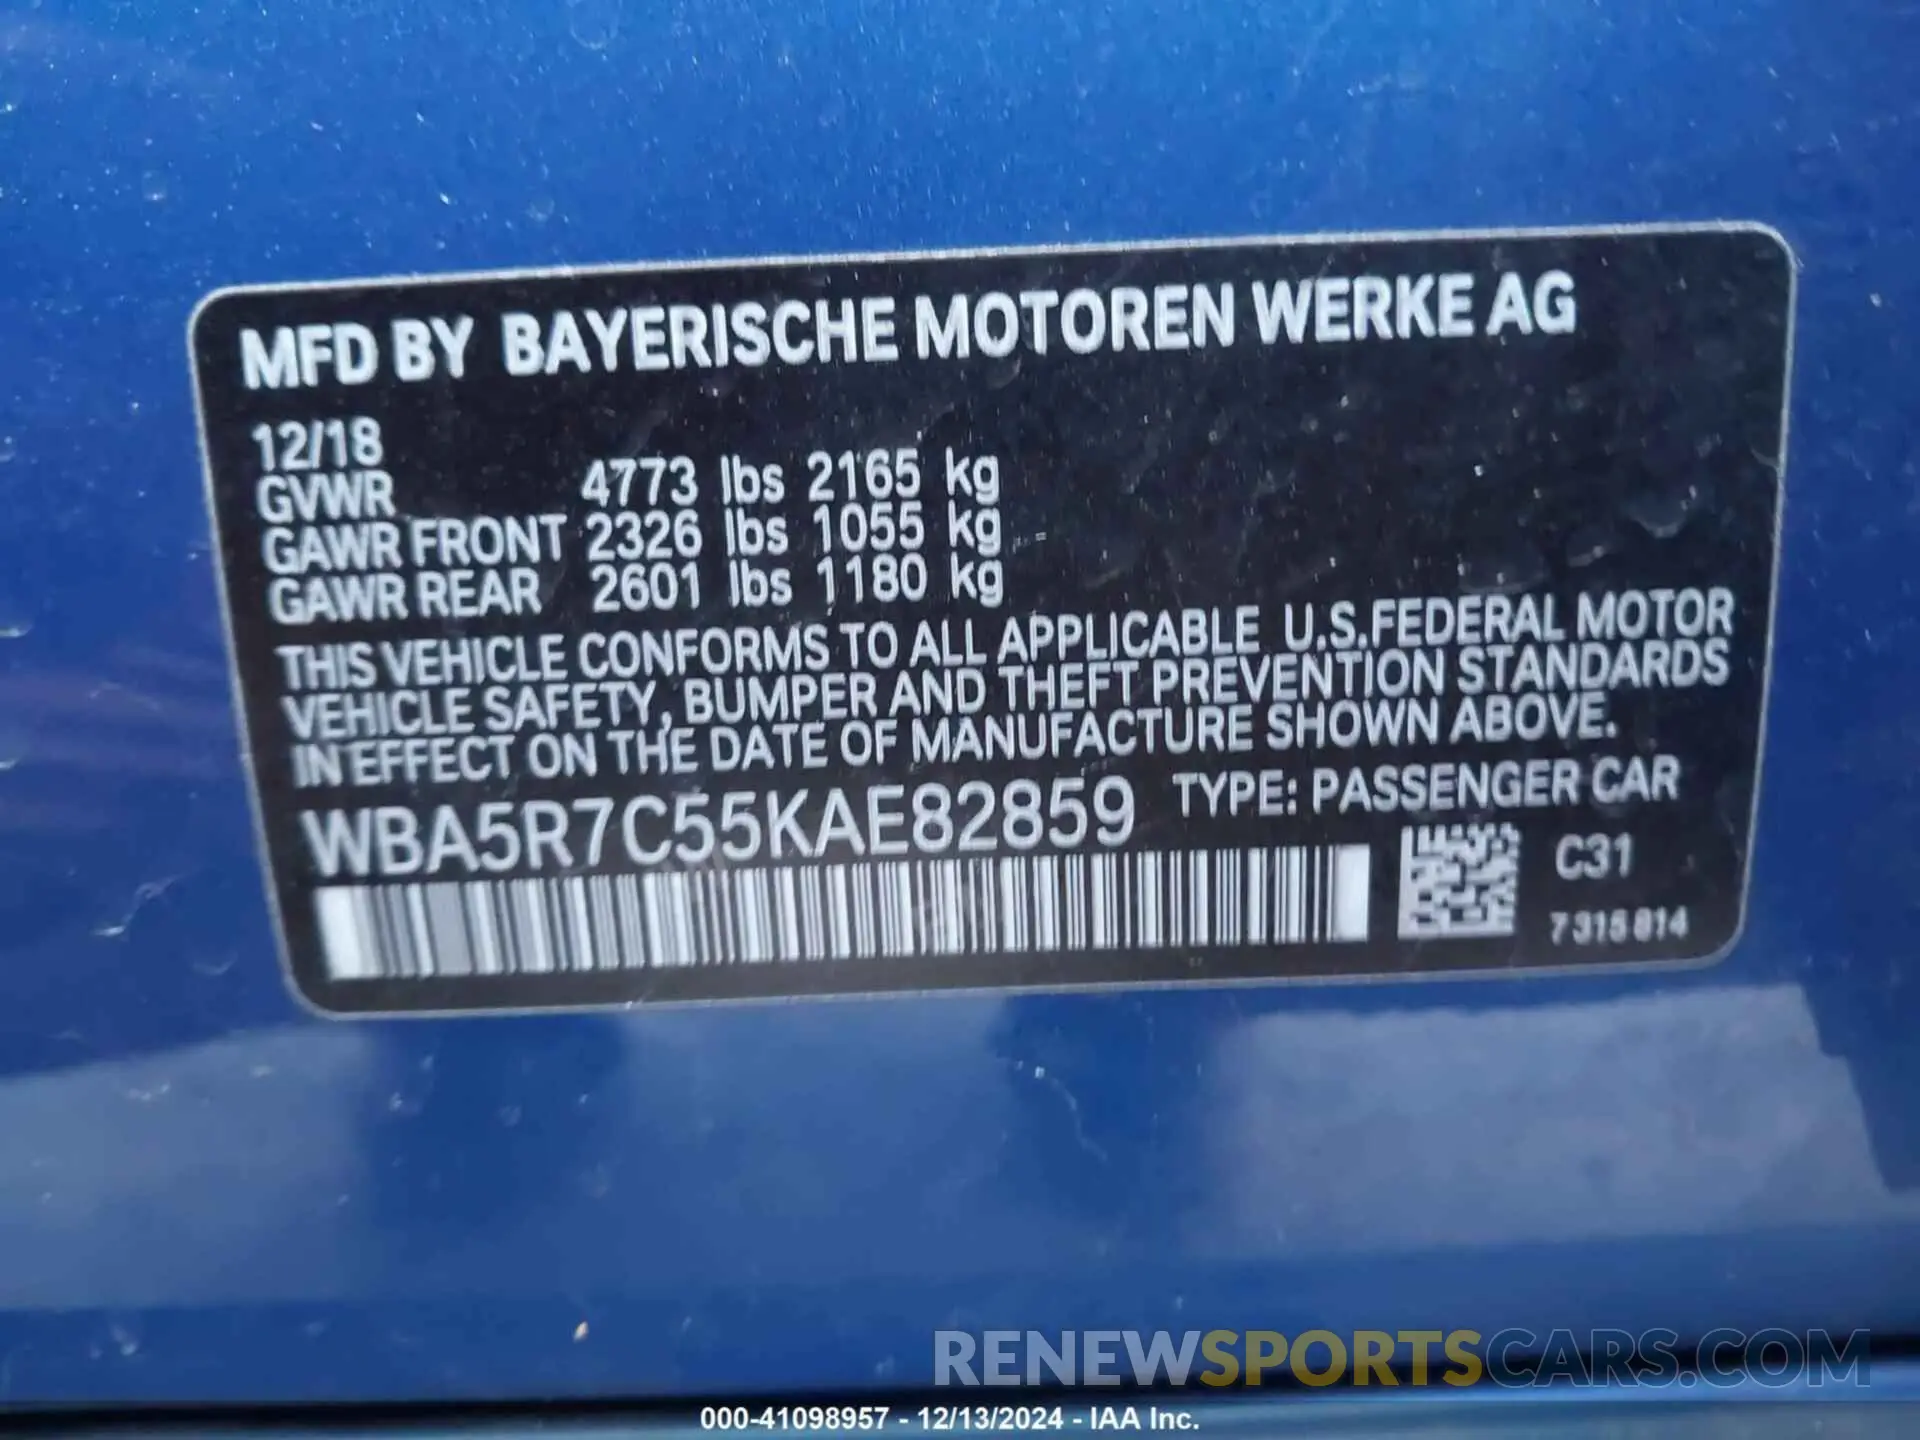 MFD BY BAYERISCHE MOTOREN WERKE AG
12/18
GVWR 4773 lbs 2165 kg
GAWR FRONT 2326 lbs 1055 kg
GAWR REAR 2601 lbs 1180 kg
THIS VEHICLE CONFORMS TO ALL APPLICABLE U.S.FEDERAL MOTOR
VEHICLE SAFETY, BUMPER AND THEFT PREVENTION STANDARDS
IN EFFECT ON THE DATE OF MANUFACTURE SHOWN ABOVE.
WBA5R7C55KAE82859 TYPE: PASSENGER CAR
C31
7 315 814
RENEWSPORTSCARS.COM
000-41098957 - 12/13/2024 - IAA Inc.